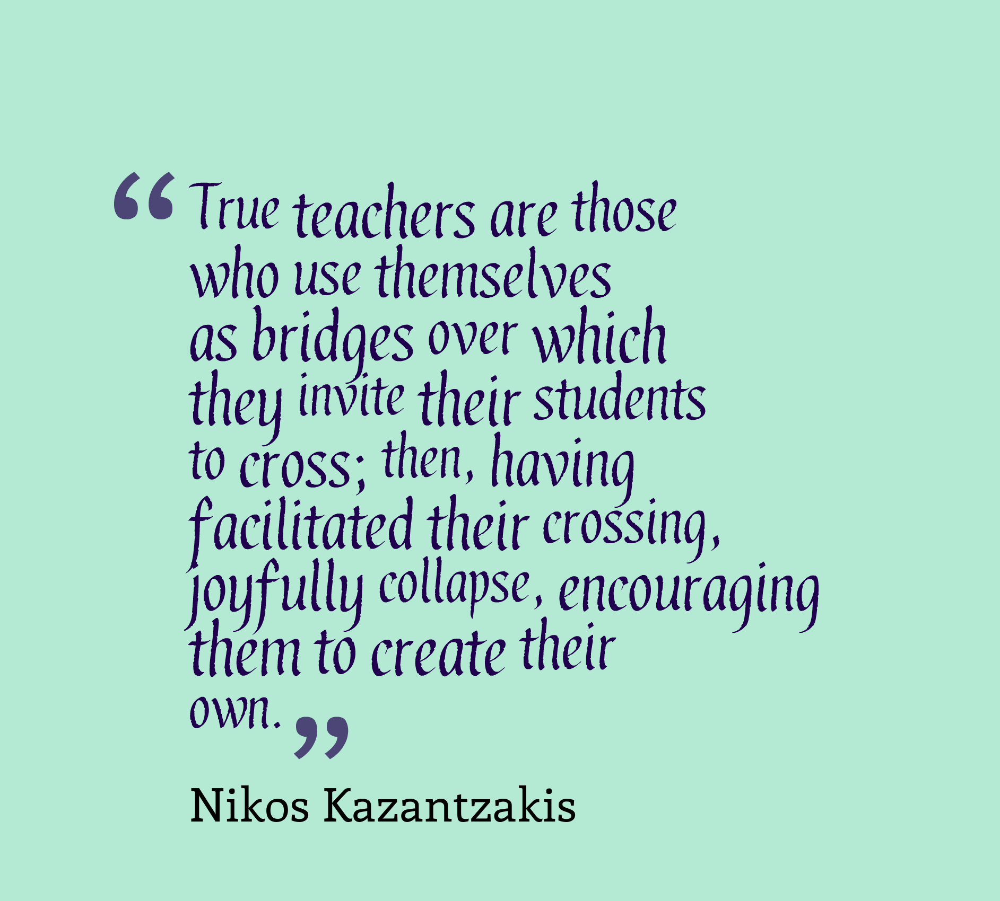 “True teachers are those
who use themselves
as bridges over which
they invite their students
to cross; then, having
facilitated their crossing,
joyfully collapse, encouraging
them to create their
own.”
Nikos Kazantzakis